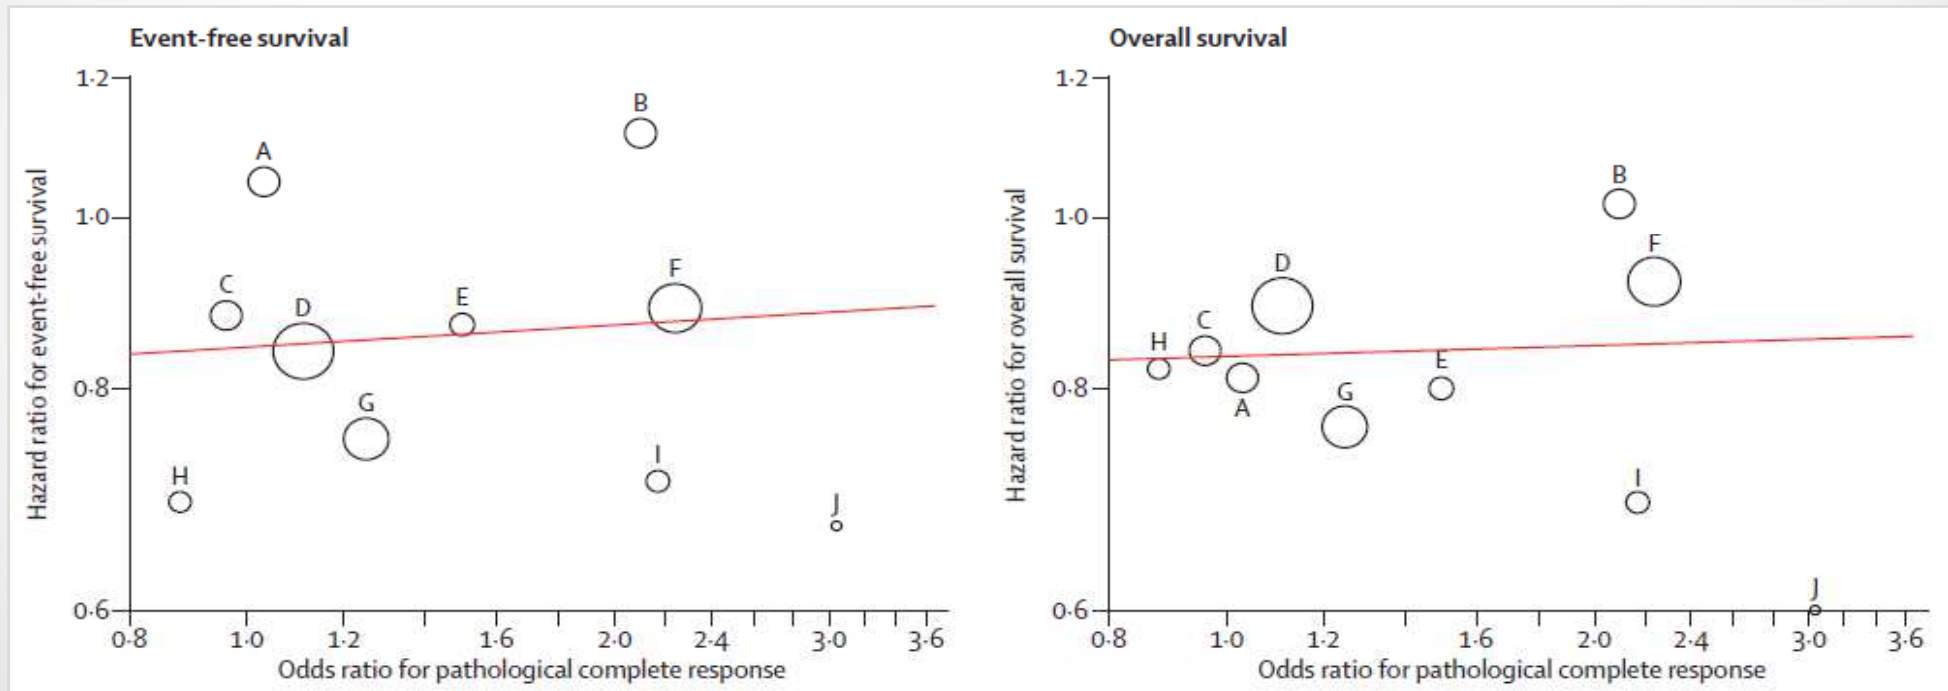 Event-free survival
1·2
1·0
0·8
0·6
Hazard ratio for event-free survival
A
B
C
D
E
F
G
H
I
J
0·8 1·0 1·2 1·6 2·0 2·4 3·0 3·6
Odds ratio for pathological complete response
Overall survival
1·2
1·0
0·8
0·6
Hazard ratio for overall survival
B
F
D
C
H
A
G
E
I
J
0·8 1·0 1·2 1·6 2·0 2·4 3·0 3·6
Odds ratio for pathological complete response